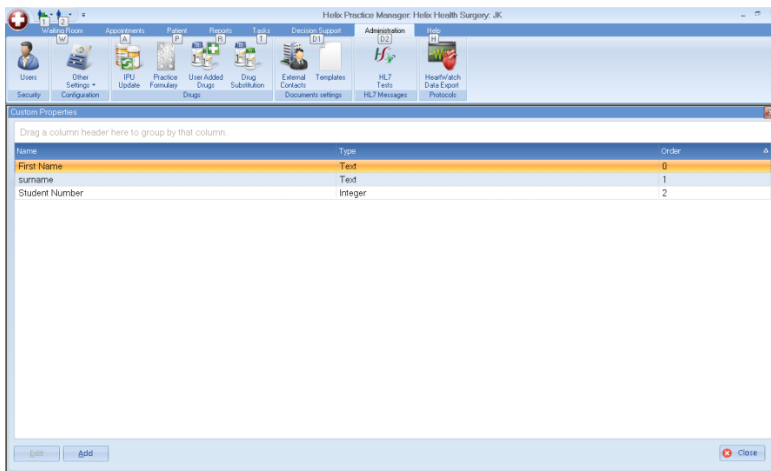 Helix Practice Manager: Helix Health Surgery: JK
1 2
Waiting Room Appointments Patient Reports Tasks Decision Support Administration Help
W A P R T D1 D2 H
Users Other Settings IPU Update Practice Formulary User Added Drugs Drug Substitution External Contacts Templates HL7 Tests HeartWatch Data Export
Security Configuration Drugs Documents settings HL7 Messages Protocols
Custom Properties
Drag a column header here to group by that column.
Name Type Order
First Name Text 0
surname Text 1
Student Number Integer 2
Edit Add Close